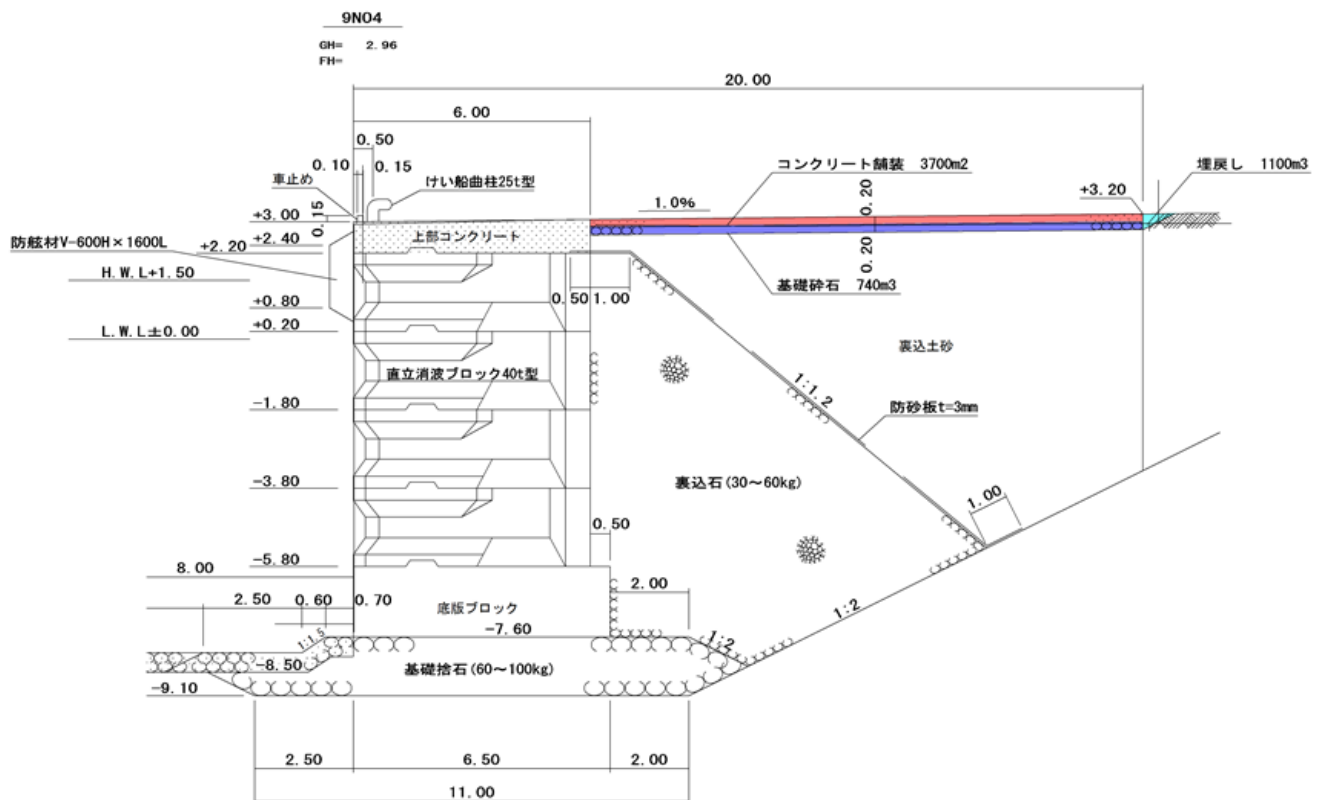 9NO4
GH= 2.96
FH=
20.00
6.00
0.50
0.10
0.15
車止め
けい船曲柱25t型
コンクリート舗装 3700m2
埋戻し 1100m3
0.15
+3.00
1.0%
0.20
+3.20
防舷材V-600H×1600L
+2.40
+2.20
上部コンクリート
0.20
H.W.L+1.50
基礎砕石 740m3
0.50
1.00
+0.80
L.W.L±0.00
+0.20
裏込土砂
直立消波ブロック40t型
1:1.2
-1.80
防砂板t=3mm
-3.80
裏込石(30~60kg)
1.00
0.50
-5.80
8.00
2.00
2.50
0.60
0.70
底版ブロック
1:2
-7.60
1:1.5
1:2
-8.50
基礎捨石(60~100kg)
-9.10
2.50
6.50
2.00
11.00